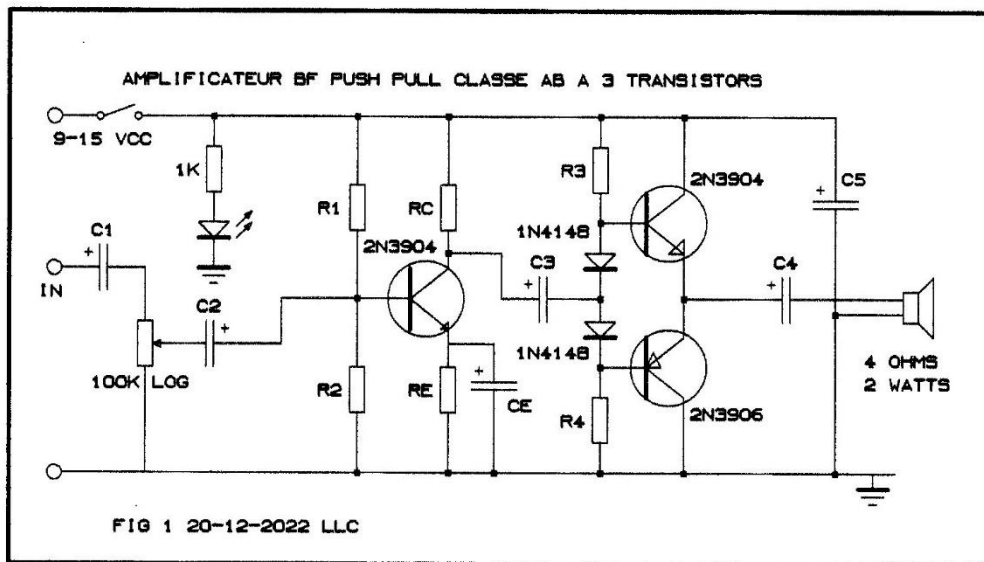 AMPLIFICATEUR BF PUSH PULL CLASSE AB A 3 TRANSISTORS
9-15 VCC
1K
R1
RC
R3
2N3904
C5
+
C1
+
2N3904
1N4148
C3
+
C4
+
IN
C2
+
100K LOG
R2
RE
+
CE
1N4148
R4
2N3906
4 OHMS
2 WATTS
FIG 1 20-12-2022 LLC